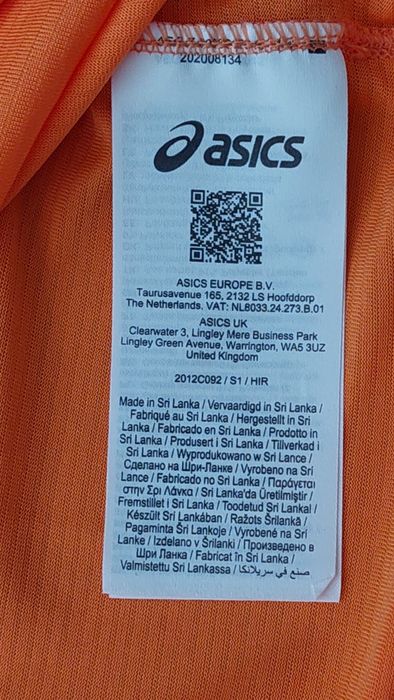 202008134
asics
ASICS EUROPE B.V.
Taurusavenue 165, 2132 LS Hoofddorp
The Netherlands. VAT: NL8033.24.273.B.01
ASICS UK
Clearwater 3, Lingley Mere Business Park
Lingley Green Avenue, Warrington, WA5 3UZ
United Kingdom
2012C092 / S1 / HIR
Made in Sri Lanka / Vervaardigd in Sri Lanka /
Fabriqué au Sri Lanka / Hergestellt in Sri
Lanka / Fabricado en Sri Lanka / Prodotto in
Sri Lanka / Produsert i Sri Lanka / Tillverkad i
Sri Lanka / Wyprodukowano w Sri Lance /
Сделано на Шри-Ланке / Vyrobeno na Srí
Lance / Fabricado no Sri Lanka / Παράγεται
στην Σρι Λάνκα / Sri Lanka'da Üretilmiştir /
Fremstillet i Sri Lanka / Toodetud Sri Lankal /
Készült Srí Lankában / Ražots Šrilankā /
Pagaminta Šri Lankoje / Vyrobené na Srí
Lanke / Izdelano v Šrilanki / Произведено в
Шри Ланка / Fabricat în Sri Lanka /
Valmistettu Sri Lankassa / صنع في سريلانكا